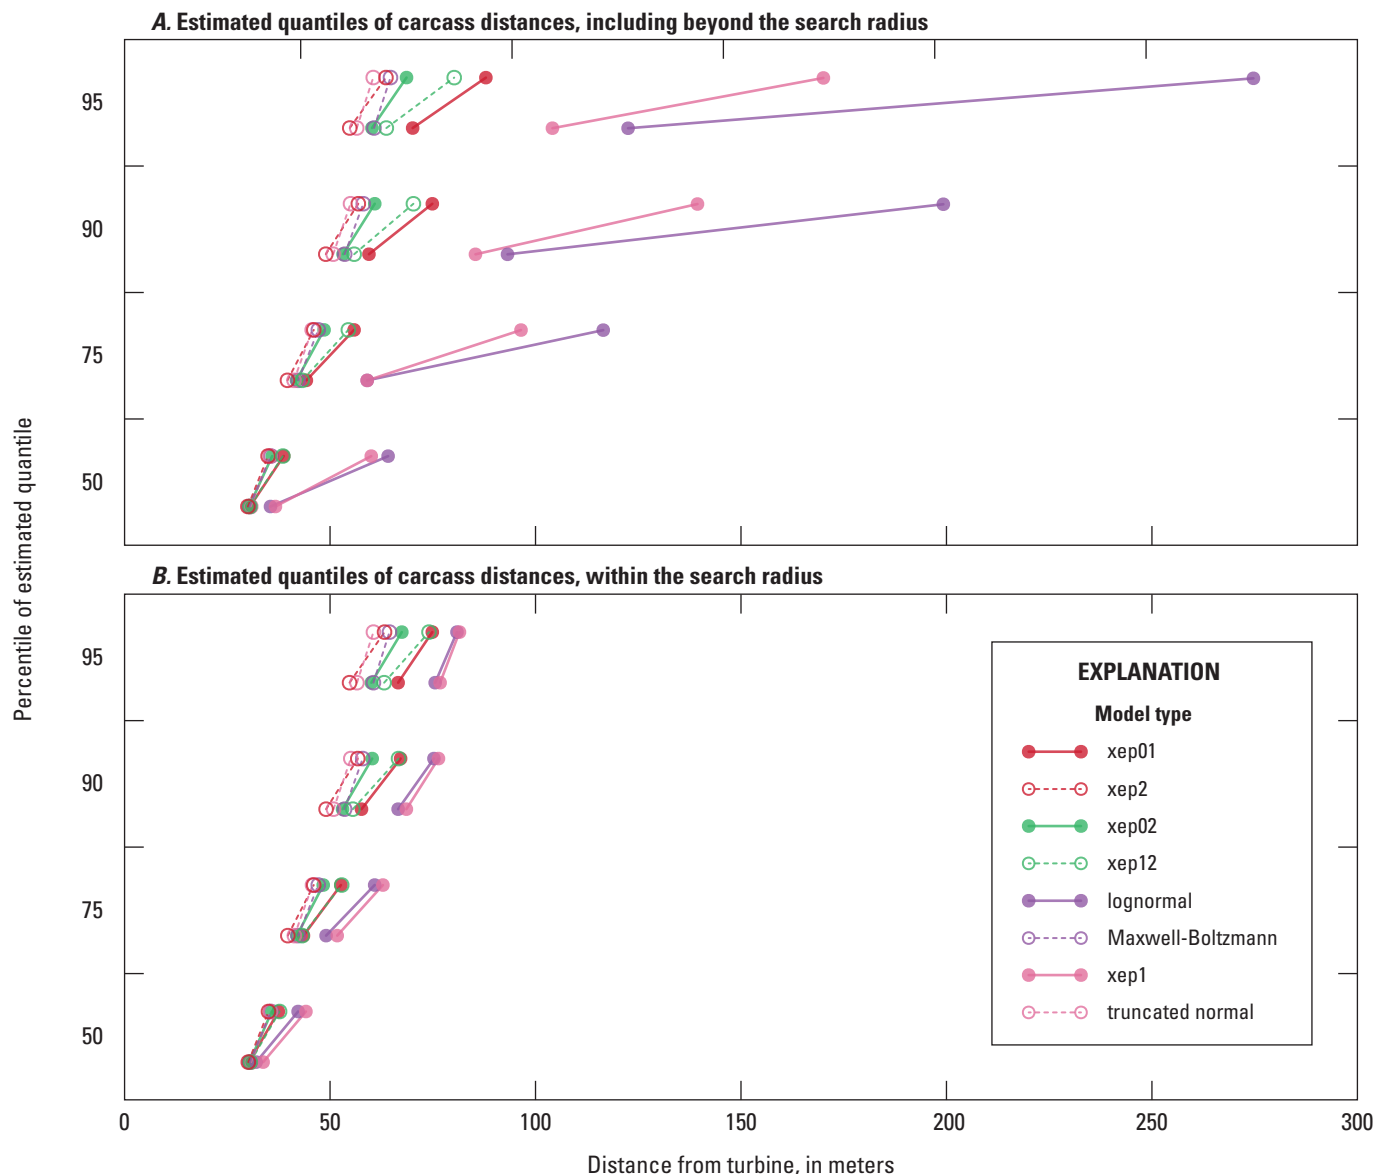 A. Estimated quantiles of carcass distances, including beyond the search radius
95
90
75
50
Percentile of estimated quantile
B. Estimated quantiles of carcass distances, within the search radius
95
90
75
50
EXPLANATION
Model type
xep01
xep2
xep02
xep12
lognormal
Maxwell-Boltzmann
xep1
truncated normal
0 50 100 150 200 250 300
Distance from turbine, in meters